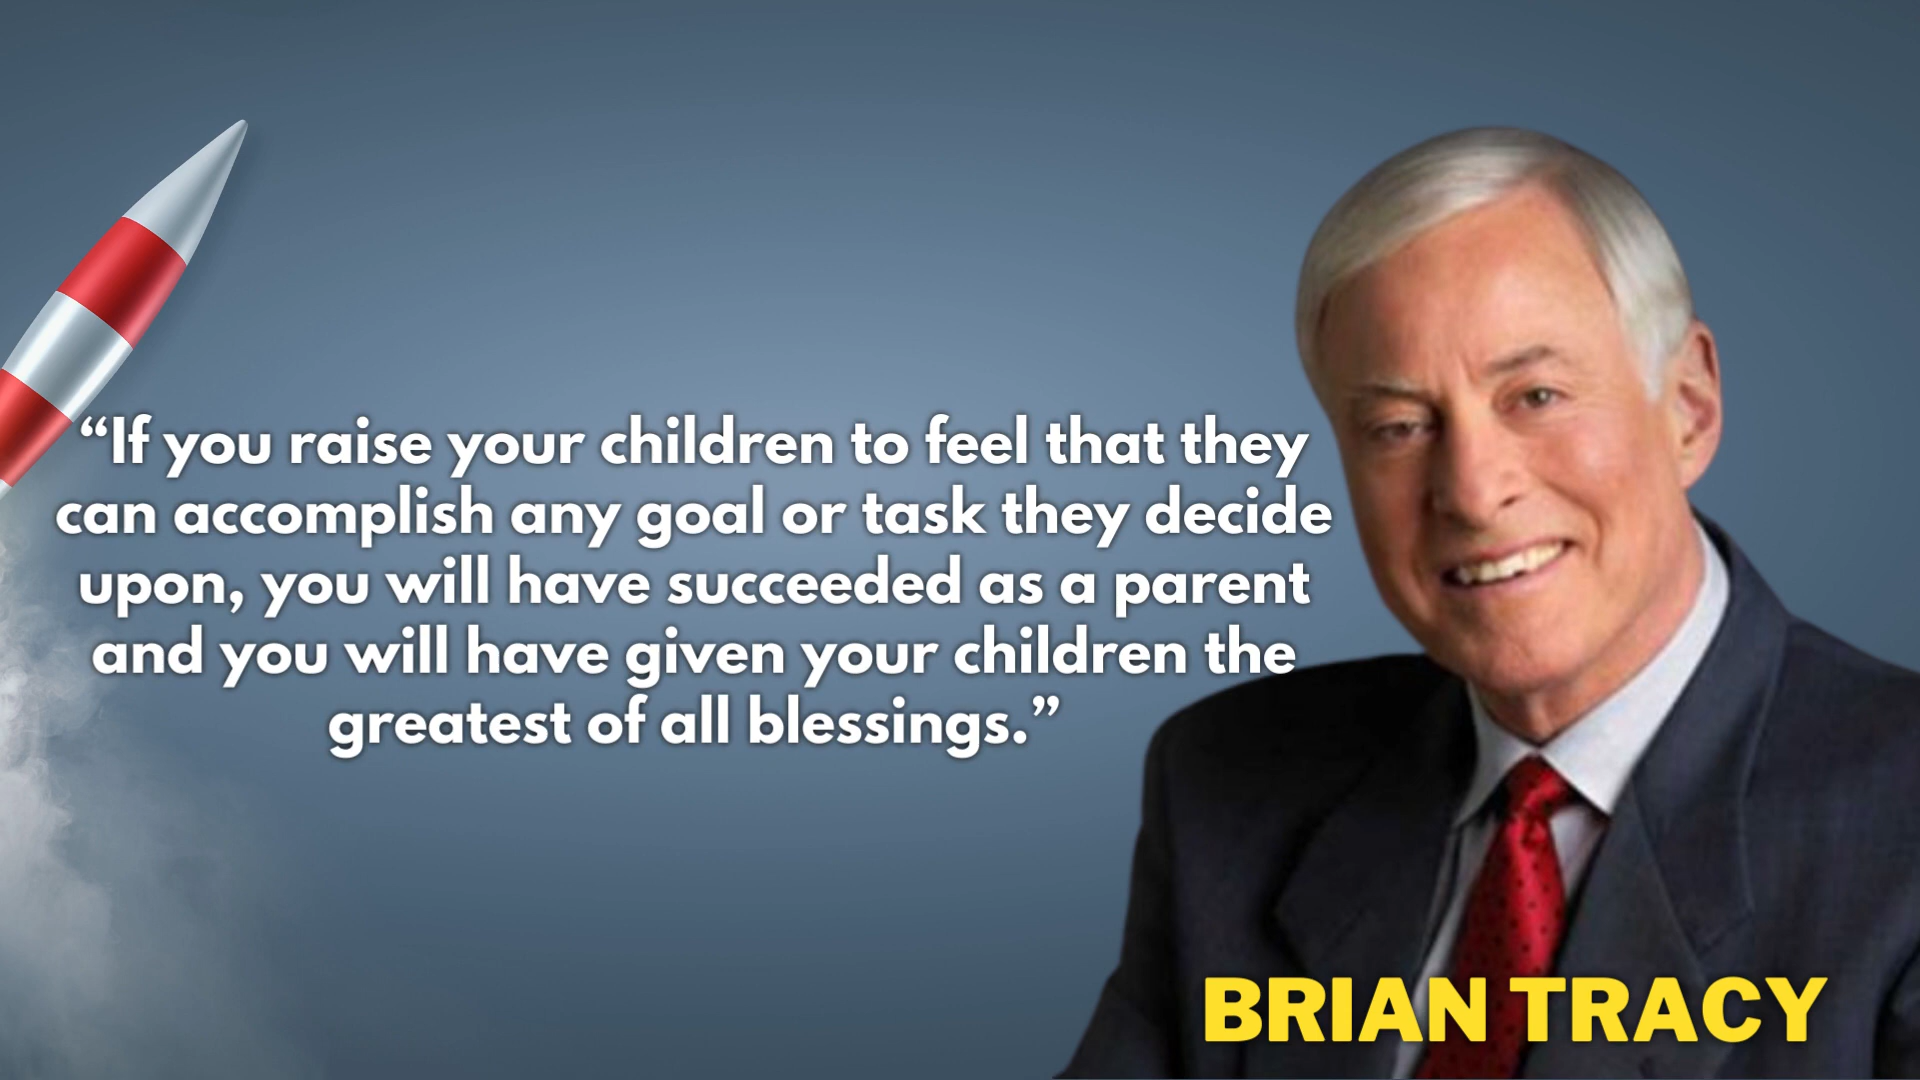 “If you raise your children to feel that they
can accomplish any goal or task they decide
upon, you will have succeeded as a parent
and you will have given your children the
greatest of all blessings.”
BRIAN TRACY